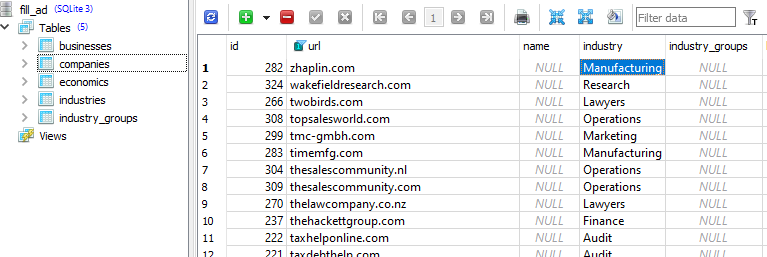 fill_ad (SQLite 3)
Tables (5)
businesses
companies
economics
industries
industry_groups
Views
1
Filter data
id url name industry industry_groups
1 282 zhaplin.com NULL Manufacturing NULL
2 324 wakefieldresearch.com NULL Research NULL
3 266 twobirds.com NULL Lawyers NULL
4 308 topsalesworld.com NULL Operations NULL
5 299 tmc-gmbh.com NULL Marketing NULL
6 283 timemfg.com NULL Manufacturing NULL
7 304 thesalescommunity.nl NULL Operations NULL
8 309 thesalescommunity.com NULL Operations NULL
9 270 thelawcompany.co.nz NULL Lawyers NULL
10 237 thehackettgroup.com NULL Finance NULL
11 222 taxhelponline.com NULL Audit NULL
12 221 taxdebthelp.com NULL Audit NULL